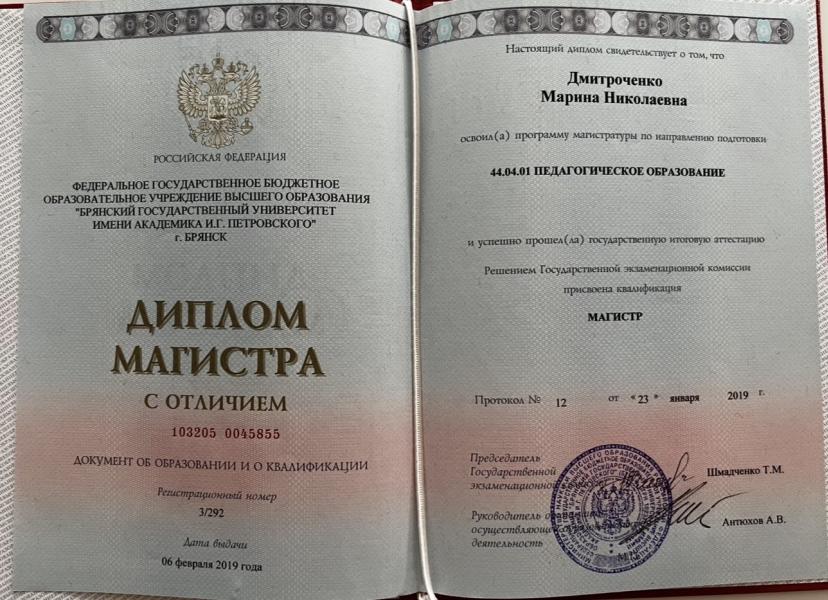 РОССИЙСКАЯ ФЕДЕРАЦИЯ
ФЕДЕРАЛЬНОЕ ГОСУДАРСТВЕННОЕ БЮДЖЕТНОЕ
ОБРАЗОВАТЕЛЬНОЕ УЧРЕЖДЕНИЕ ВЫСШЕГО ОБРАЗОВАНИЯ
"БРЯНСКИЙ ГОСУДАРСТВЕННЫЙ УНИВЕРСИТЕТ
ИМЕНИ АКАДЕМИКА И.Г. ПЕТРОВСКОГО"
г. БРЯНСК
ДИПЛОМ
МАГИСТРА
С ОТЛИЧИЕМ
103205 0045855
ДОКУМЕНТ ОБ ОБРАЗОВАНИИ И О КВАЛИФИКАЦИИ
Регистрационный номер
3/292
Дата выдачи
06 февраля 2019 года
Настоящий диплом свидетельствует о том, что
Дмитроченко
Марина Николаевна
освоил(а) программу магистратуры по направлению подготовки
44.04.01 ПЕДАГОГИЧЕСКОЕ ОБРАЗОВАНИЕ
и успешно прошел(ла) государственную итоговую аттестацию
Решением Государственной экзаменационной комиссии
присвоена квалификация
МАГИСТР
Протокол № 12 от "23" января 2019 г.
Председатель
Государственной
экзаменационной
Шмадченко Т.М.
Руководитель
осуществляющей
деятельность
Антюхов А.В.